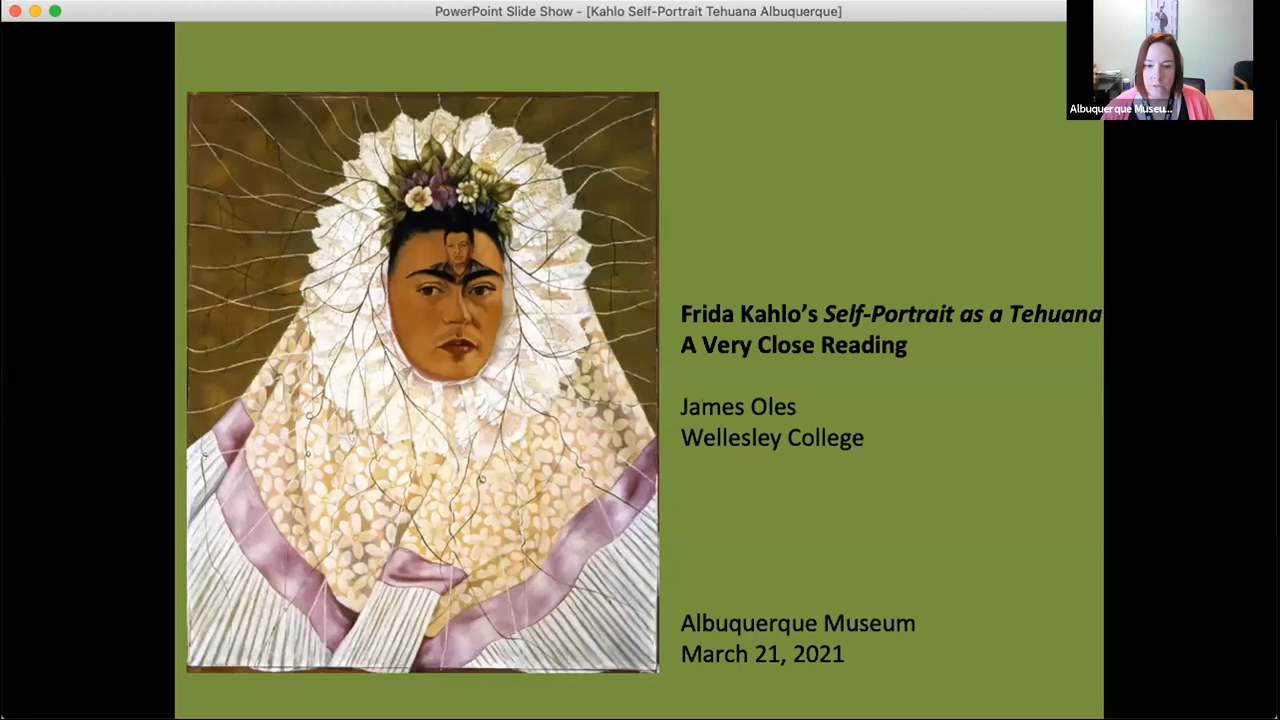 PowerPoint Slide Show - [Kahlo Self-Portrait Tehuana Albuquerque]
Albuquerque Museu...
Frida Kahlo’s Self-Portrait as a Tehuana
A Very Close Reading
James Oles
Wellesley College
Albuquerque Museum
March 21, 2021